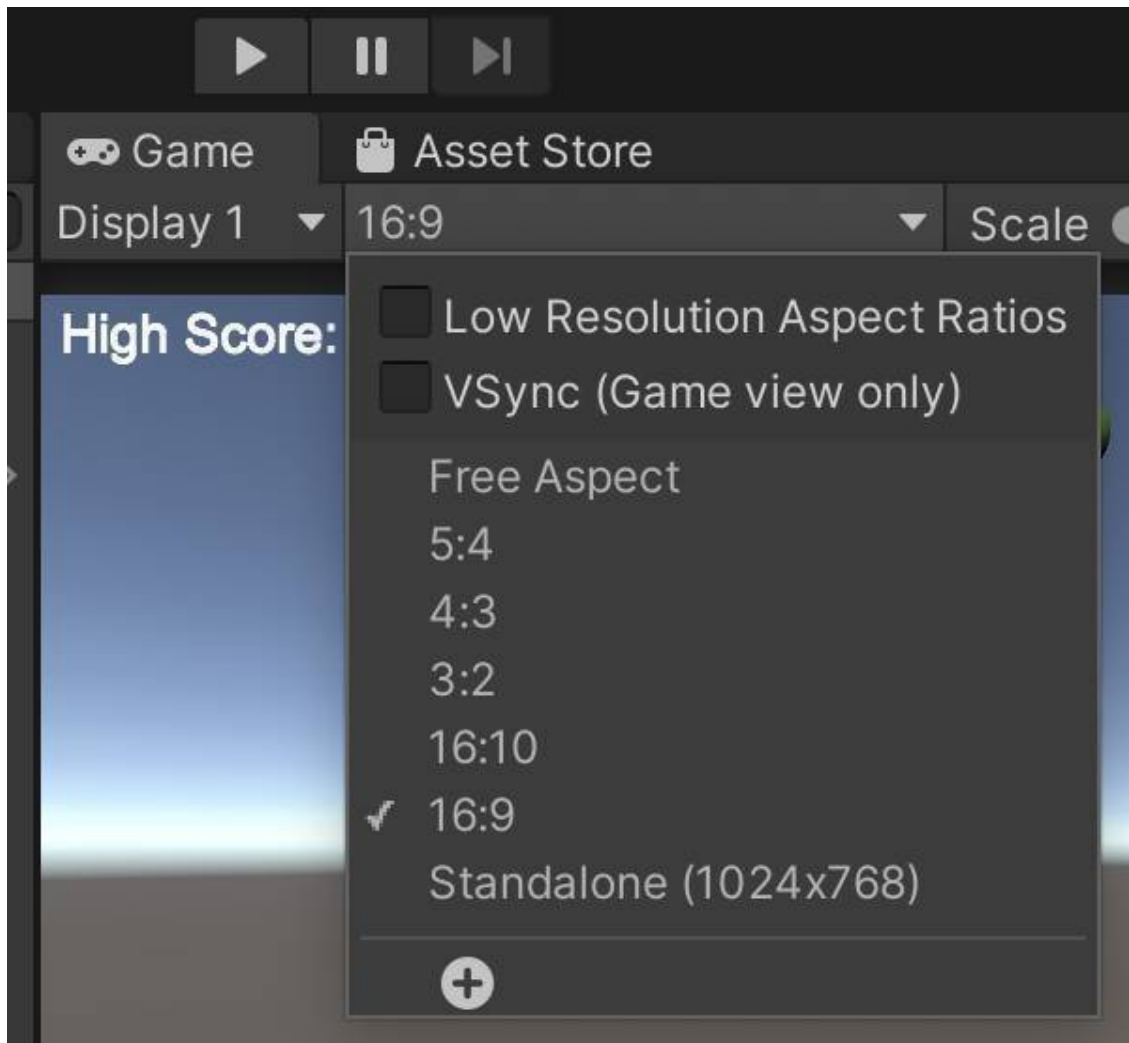 Game Asset Store
Display 1 16:9 Scale
High Score:
Low Resolution Aspect Ratios
VSync (Game view only)
Free Aspect
5:4
4:3
3:2
16:10
16:9
Standalone (1024x768)